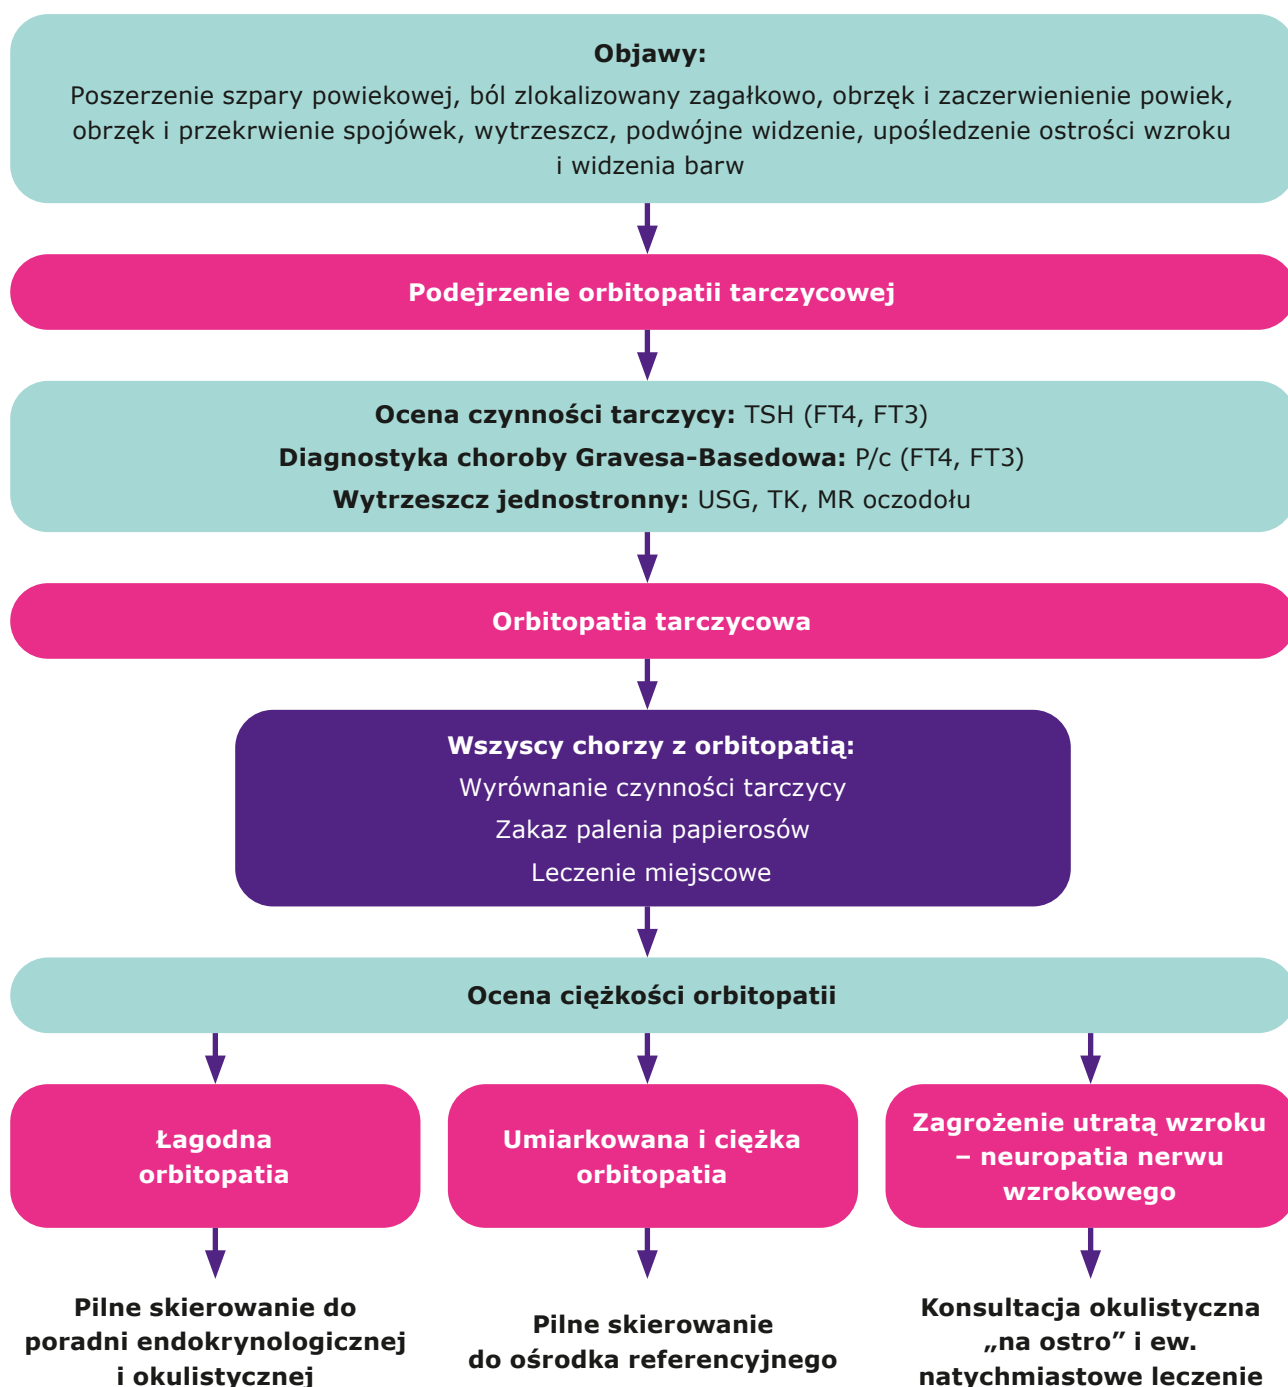 Objawy:
Poszerzenie szpary powiekowej, ból zlokalizowany zagałkowo, obrzęk i zaczerwienienie powiek,
obrzęk i przekrwienie spojówek, wytrzeszcz, podwójne widzenie, upośledzenie ostrości wzroku
i widzenia barw
Podejrzenie orbitopatii tarczycowej
Ocena czynności tarczycy: TSH (FT4, FT3)
Diagnostyka choroby Gravesa-Basedowa: P/c (FT4, FT3)
Wytrzeszcz jednostronny: USG, TK, MR oczodołu
Orbitopatia tarczycowa
Wszyscy chorzy z orbitopatią:
Wyrównanie czynności tarczycy
Zakaz palenia papierosów
Leczenie miejscowe
Ocena ciężkości orbitopatii
Łagodna
orbitopatia
Umiarkowana i ciężka
orbitopatia
Zagrożenie utratą wzroku
– neuropatia nerwu
wzrokowego
Pilne skierowanie do
poradni endokrynologicznej
i okulistycznej
Pilne skierowanie
do ośrodka referencyjnego
Konsultacja okulistyczna
„na ostro” i ew.
natychmiastowe leczenie